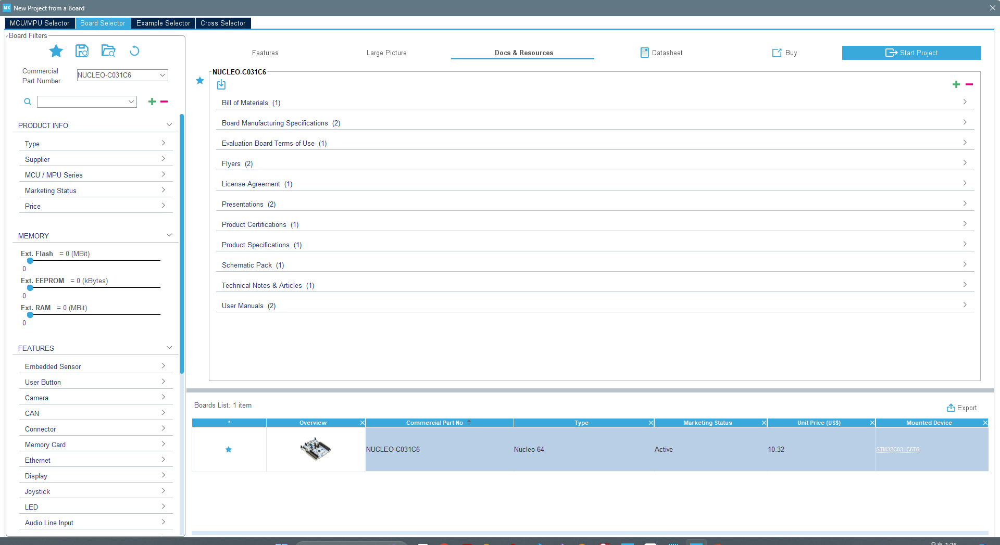 MX New Project from a Board
MCU/MPU Selector Board Selector Example Selector Cross Selector
Board Filters
Commercial
Part Number
NUCLEO-C031C6
PRODUCT INFO
Type
Supplier
MCU / MPU Series
Marketing Status
Price
MEMORY
Ext. Flash = 0 (MBit)
0
Ext. EEPROM = 0 (kBytes)
0
Ext. RAM = 0 (MBit)
0
FEATURES
Embedded Sensor
User Button
Camera
CAN
Connector
Memory Card
Ethernet
Display
Joystick
LED
Audio Line Input
Features Large Picture Docs & Resources Datasheet Buy Start Project
NUCLEO-C031C6
Bill of Materials (1)
Board Manufacturing Specifications (2)
Evaluation Board Terms of Use (1)
Flyers (2)
License Agreement (1)
Presentations (2)
Product Certifications (1)
Product Specifications (1)
Schematic Pack (1)
Technical Notes & Articles (1)
User Manuals (2)
Boards List: 1 item
Export
* Overview Commercial Part No Type Marketing Status Unit Price (US$) Mounted Device
NUCLEO-C031C6 Nucleo-64 Active 10.32 STM32C031C6T6